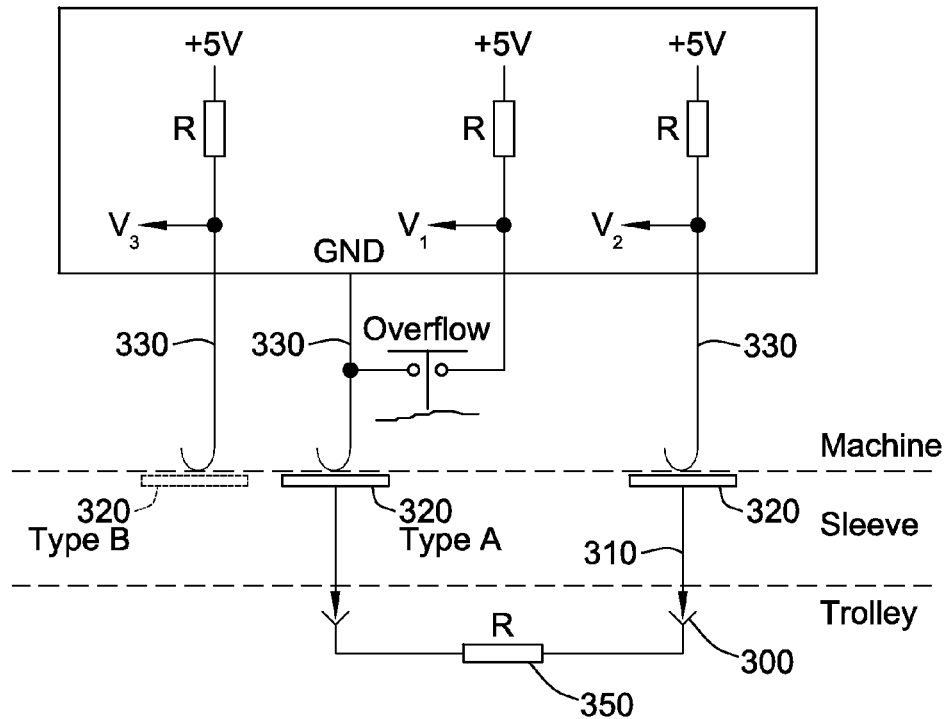 +5V +5V +5V
R R R
V3 V1 V2
GND
330 330 Overflow 330
Machine
320 320 320
Type B Type A Sleeve
310
Trolley
R 300
350